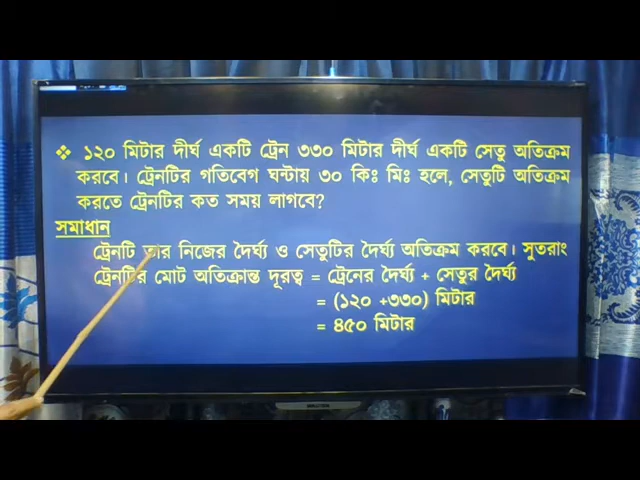 ❖ ১২০ মিটার দীর্ঘ একটি ট্রেন ৩৩০ মিটার দীর্ঘ একটি সেতু অতিক্রম
করবে। ট্রেনটির গতিবেগ ঘন্টায় ৩০ কিঃ মিঃ হলে, সেতুটি অতিক্রম
করতে ট্রেনটির কত সময় লাগবে?
সমাধান
ট্রেনটি তার নিজের দৈর্ঘ্য ও সেতুটির দৈর্ঘ্য অতিক্রম করবে। সুতরাং
ট্রেনটির মোট অতিক্রান্ত দূরত্ব = ট্রেনের দৈর্ঘ্য + সেতুর দৈর্ঘ্য
= (১২০ +৩৩০) মিটার
= ৪৫০ মিটার